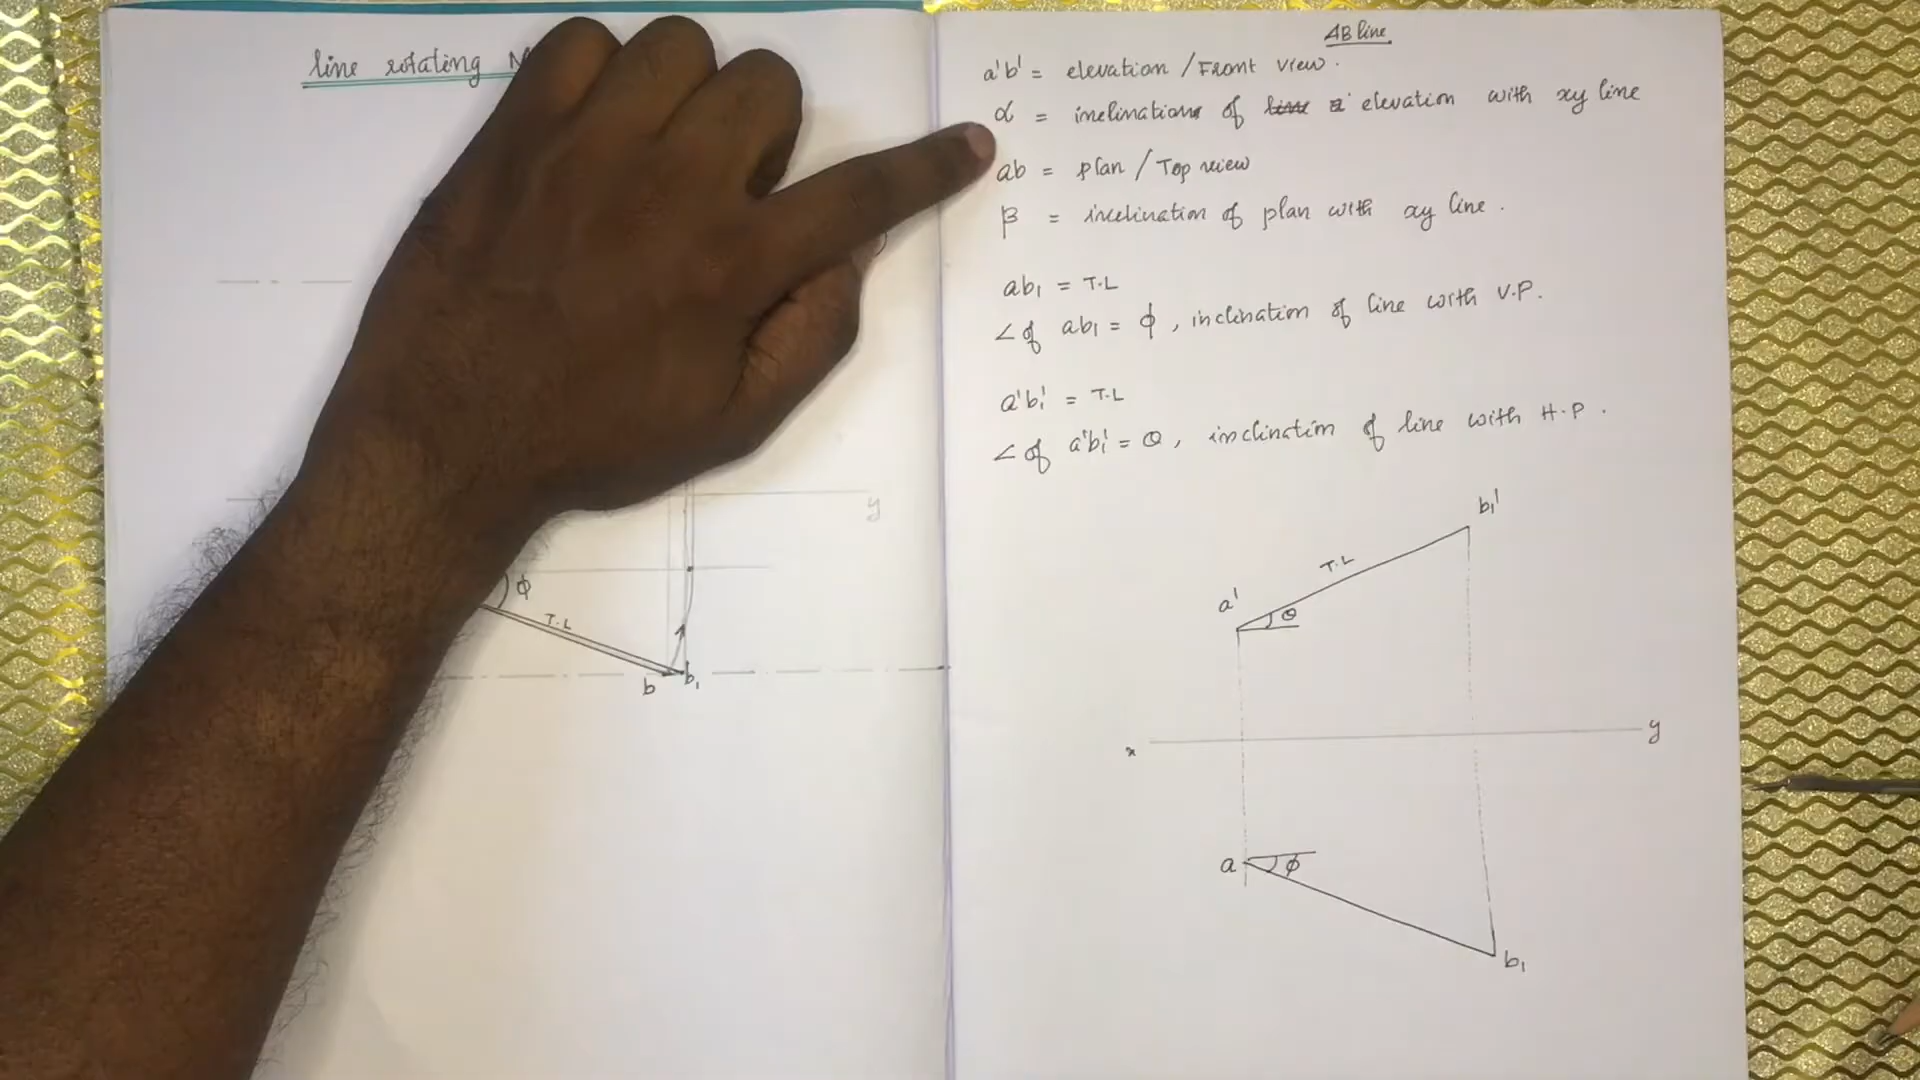 line rotating
y
ϕ
T.L
b b₁
AB line
a'b' = elevation / Front view.
α = inclinations of line a' elevation with xy line
ab = plan / Top view
β = inclination of plan with xy line.
ab₁ = T.L
∠ of ab₁ = ϕ, inclination of line with V.P.
a'b₁' = T.L
∠ of a'b₁' = θ, inclination of line with H.P.
b₁'
T.L
a' θ
x y
a ϕ
b₁